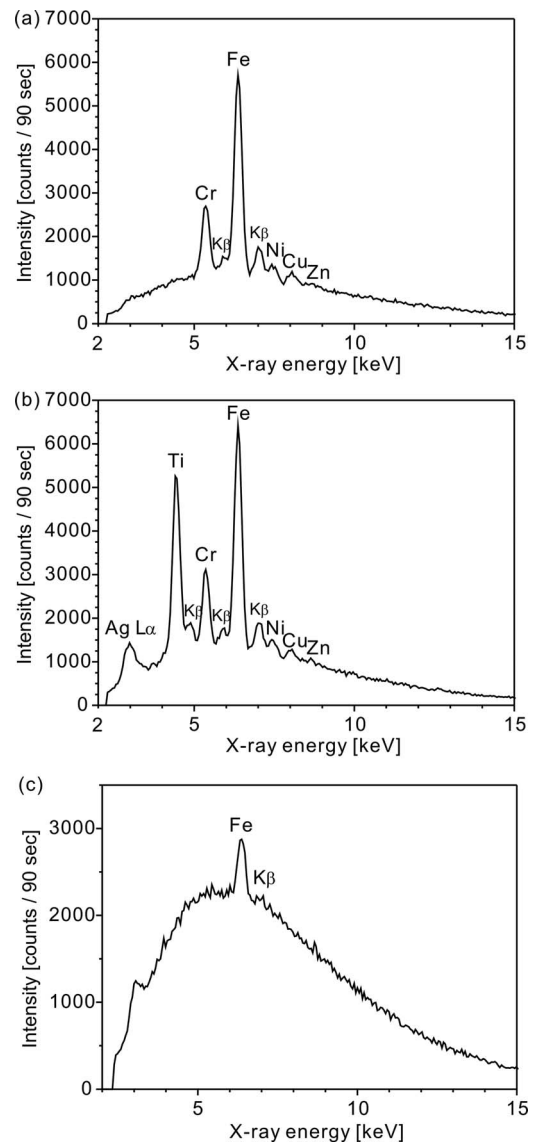 (a)
7000
6000
5000
4000
3000
2000
1000
0
Intensity [counts / 90 sec]
Fe
Cr
Kβ
Kβ
Ni
Cu
Zn
2
5
10
15
X-ray energy [keV]
(b)
7000
6000
5000
4000
3000
2000
1000
0
Intensity [counts / 90 sec]
Fe
Ti
Cr
Ag Lα
Kβ
Kβ
Kβ
Ni
Cu
Zn
2
5
10
15
X-ray energy [keV]
(c)
3000
2000
1000
0
Intensity [counts / 90 sec]
Fe
Kβ
5
10
15
X-ray energy [keV]